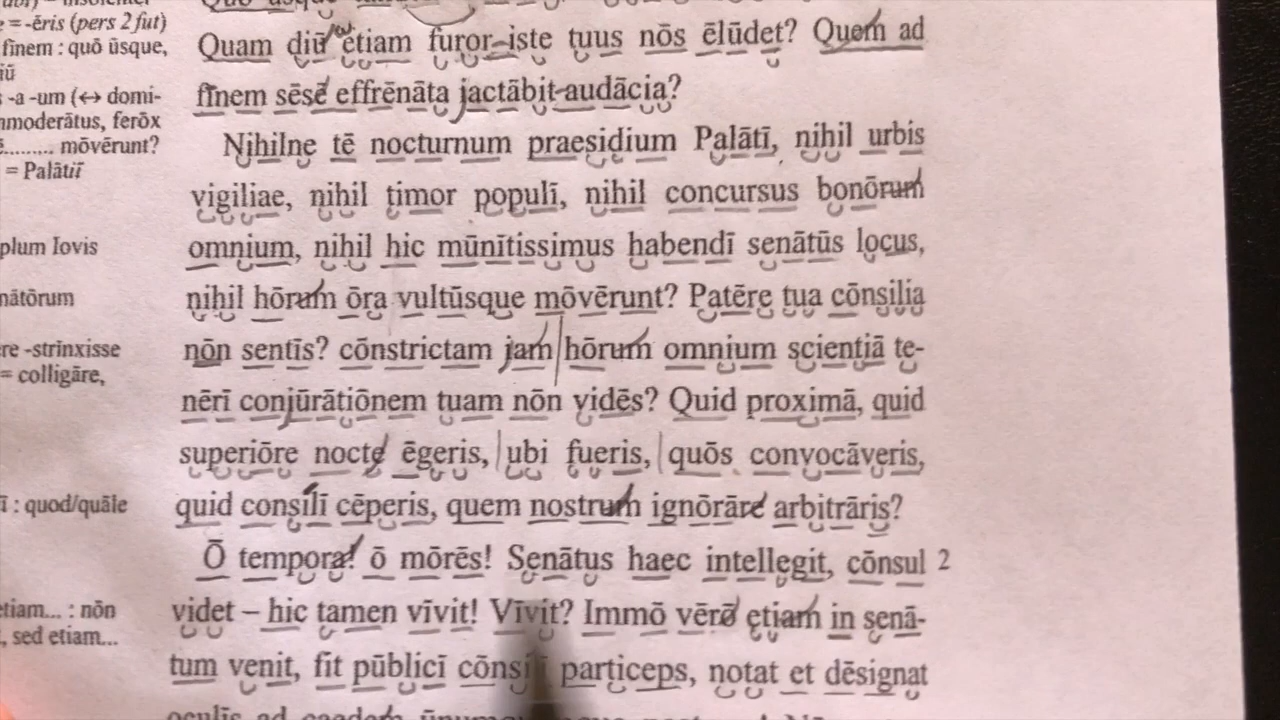 = -ēris (pers 2 fut)
fīnem : quō ūsque,
-a -um (↔ domi-
mmoderātus, ferōx
......... mōvērunt?
= Palātiī
plum Iovis
nātōrum
re -strīnxisse
= colligāre,
ī : quod/quāle
etiam... : nōn
, sed etiam...
Quam diū etiam furor iste tuus nōs ēlūdet? Quem ad
fīnem sēsē effrēnāta jactābit audācia?
Nihilne tē nocturnum praesidium Palātī, nihil urbis
vigiliae, nihil timor populī, nihil concursus bonōrum
omnium, nihil hic mūnītissimus habendī senātūs locus,
nihil hōrum ōra vultūsque mōvērunt? Patēre tua cōnsilia
nōn sentīs? cōnstrictam jam hōrum omnium scientiā te-
nērī conjūrātiōnem tuam nōn vidēs? Quid proximā, quid
superiōre nocte ēgeris, ubi fueris, quōs convocāveris,
quid consilī cēperis, quem nostrum ignōrāre arbitrāris?
Ō tempora! ō mōrēs! Senātus haec intellegit, cōnsul 2
videt – hic tamen vīvit! Vīvit? Immō vērō etiam in senā-
tum venit, fit pūblicī cōnsilī particeps, notat et dēsignat